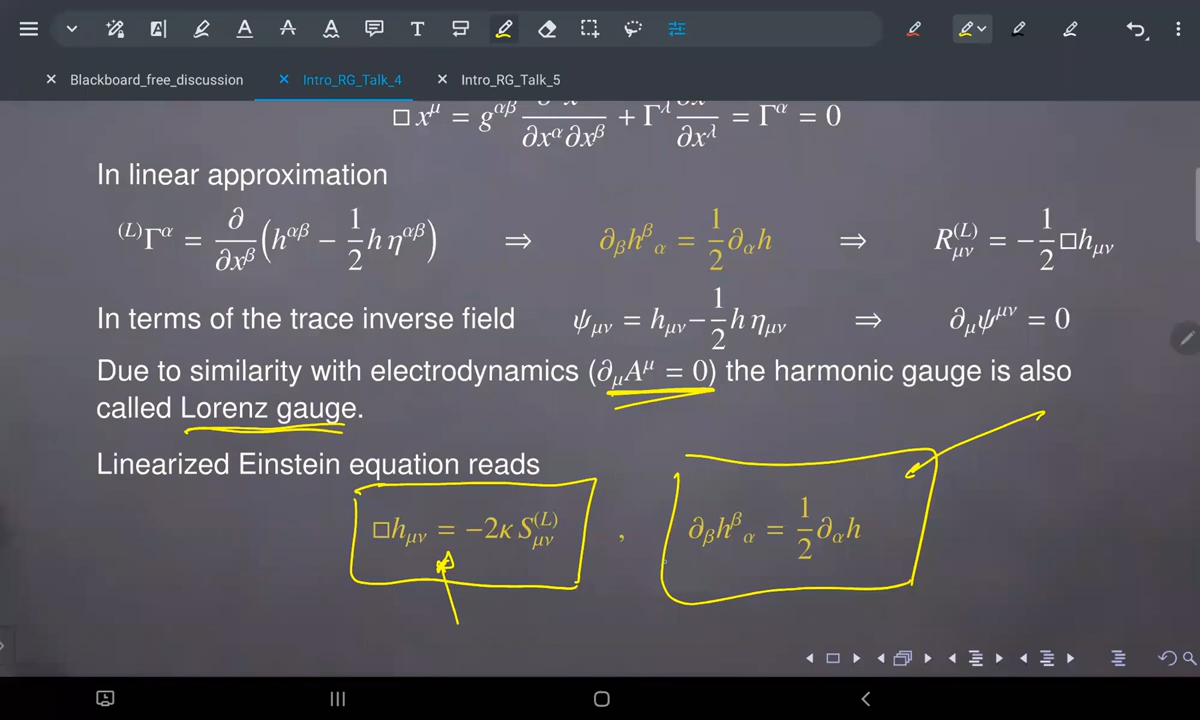 Blackboard_free_discussion Intro_RG_Talk_4 Intro_RG_Talk_5
□ x^μ = g^{αβ} ∂x^α∂x^β + Γ^λ ∂x^λ = Γ^α = 0
In linear approximation
^{(L)}Γ^α = ∂/∂x^β (h^{αβ} − 1/2 h η^{αβ}) ⇒ ∂_β h^β_α = 1/2 ∂_α h ⇒ R^{(L)}_{μν} = −1/2 □h_{μν}
In terms of the trace inverse field ψ_{μν} = h_{μν} − 1/2 h η_{μν} ⇒ ∂_μ ψ^{μν} = 0
Due to similarity with electrodynamics (∂_μ A^μ = 0) the harmonic gauge is also
called Lorenz gauge.
Linearized Einstein equation reads
□h_{μν} = −2κ S^{(L)}_{μν} , ∂_β h^β_α = 1/2 ∂_α h